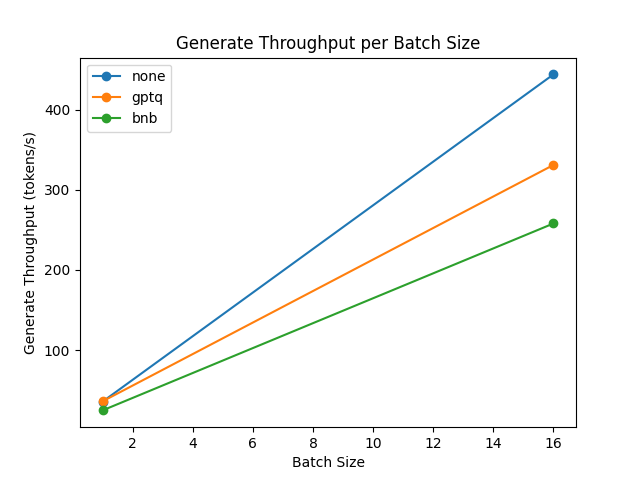 Generate Throughput per Batch Size
none
gptq
bnb
400
300
200
100
Generate Throughput (tokens/s)
2 4 6 8 10 12 14 16
Batch Size